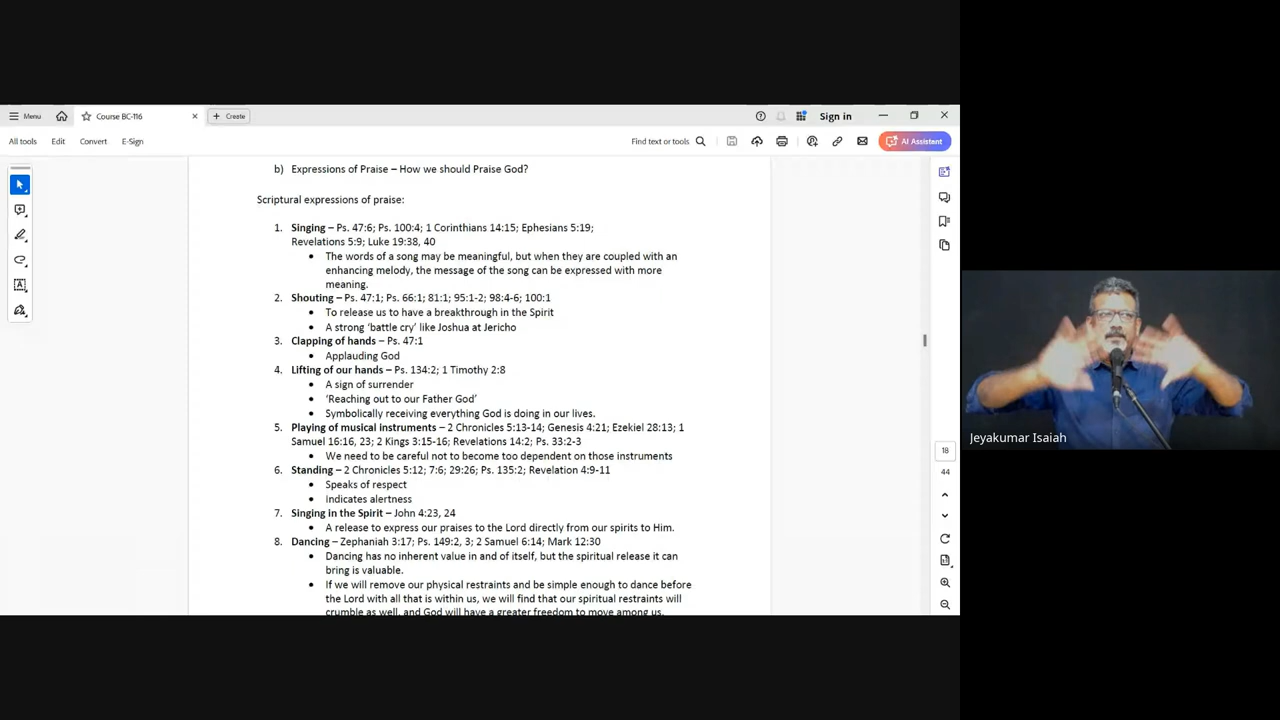 Menu
Course BC-116
Create
Sign in
All tools
Edit
Convert
E-Sign
Find text or tools
AI Assistant
b) Expressions of Praise – How we should Praise God?
Scriptural expressions of praise:
1. Singing – Ps. 47:6; Ps. 100:4; 1 Corinthians 14:15; Ephesians 5:19;
Revelations 5:9; Luke 19:38, 40
• The words of a song may be meaningful, but when they are coupled with an
enhancing melody, the message of the song can be expressed with more
meaning.
2. Shouting – Ps. 47:1; Ps. 66:1; 81:1; 95:1-2; 98:4-6; 100:1
• To release us to have a breakthrough in the Spirit
• A strong ‘battle cry’ like Joshua at Jericho
3. Clapping of hands – Ps. 47:1
• Applauding God
4. Lifting of our hands – Ps. 134:2; 1 Timothy 2:8
• A sign of surrender
• ‘Reaching out to our Father God’
• Symbolically receiving everything God is doing in our lives.
5. Playing of musical instruments – 2 Chronicles 5:13-14; Genesis 4:21; Ezekiel 28:13; 1
Samuel 16:16, 23; 2 Kings 3:15-16; Revelations 14:2; Ps. 33:2-3
• We need to be careful not to become too dependent on those instruments
6. Standing – 2 Chronicles 5:12; 7:6; 29:26; Ps. 135:2; Revelation 4:9-11
• Speaks of respect
• Indicates alertness
7. Singing in the Spirit – John 4:23, 24
• A release to express our praises to the Lord directly from our spirits to Him.
8. Dancing – Zephaniah 3:17; Ps. 149:2, 3; 2 Samuel 6:14; Mark 12:30
• Dancing has no inherent value in and of itself, but the spiritual release it can
bring is valuable.
• If we will remove our physical restraints and be simple enough to dance before
the Lord with all that is within us, we will find that our spiritual restraints will
crumble as well, and God will have a greater freedom to move among us.
18
44
Jeyakumar Isaiah